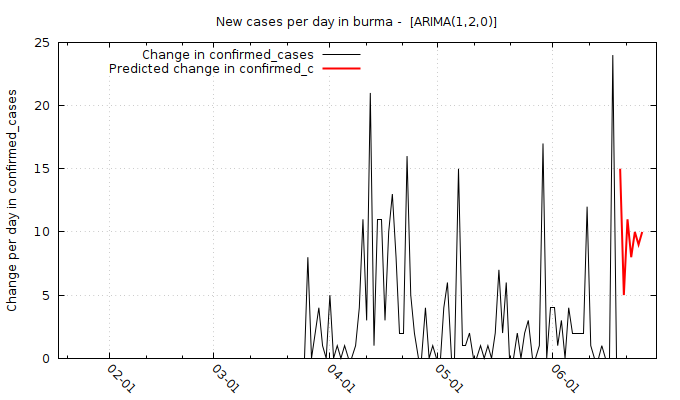 New cases per day in burma -  [ARIMA(1,2,0)]
Change in confirmed_cases
Predicted change in confirmed_c
Change per day in confirmed_cases
25
20
15
10
5
0
02-01
03-01
04-01
05-01
06-01